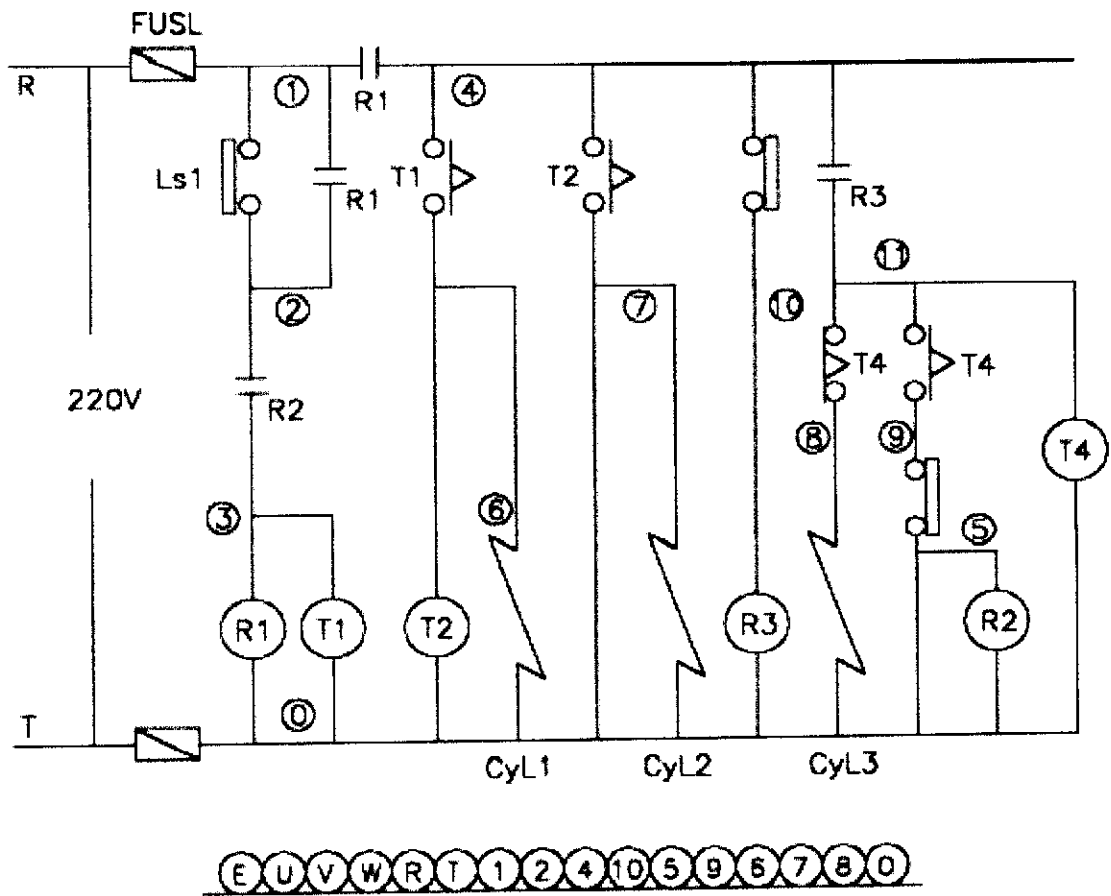 FUSL
R
①
R1
④
Ls1
R1
T1
T2
R3
②
⑦
⑩
⑪
220V
R2
T4
T4
⑧
⑨
T4
③
⑥
⑤
R1
T1
T2
R3
R2
T
⓪
CyL1
CyL2
CyL3
E U V W R T 1 2 4 10 5 9 6 7 8 0